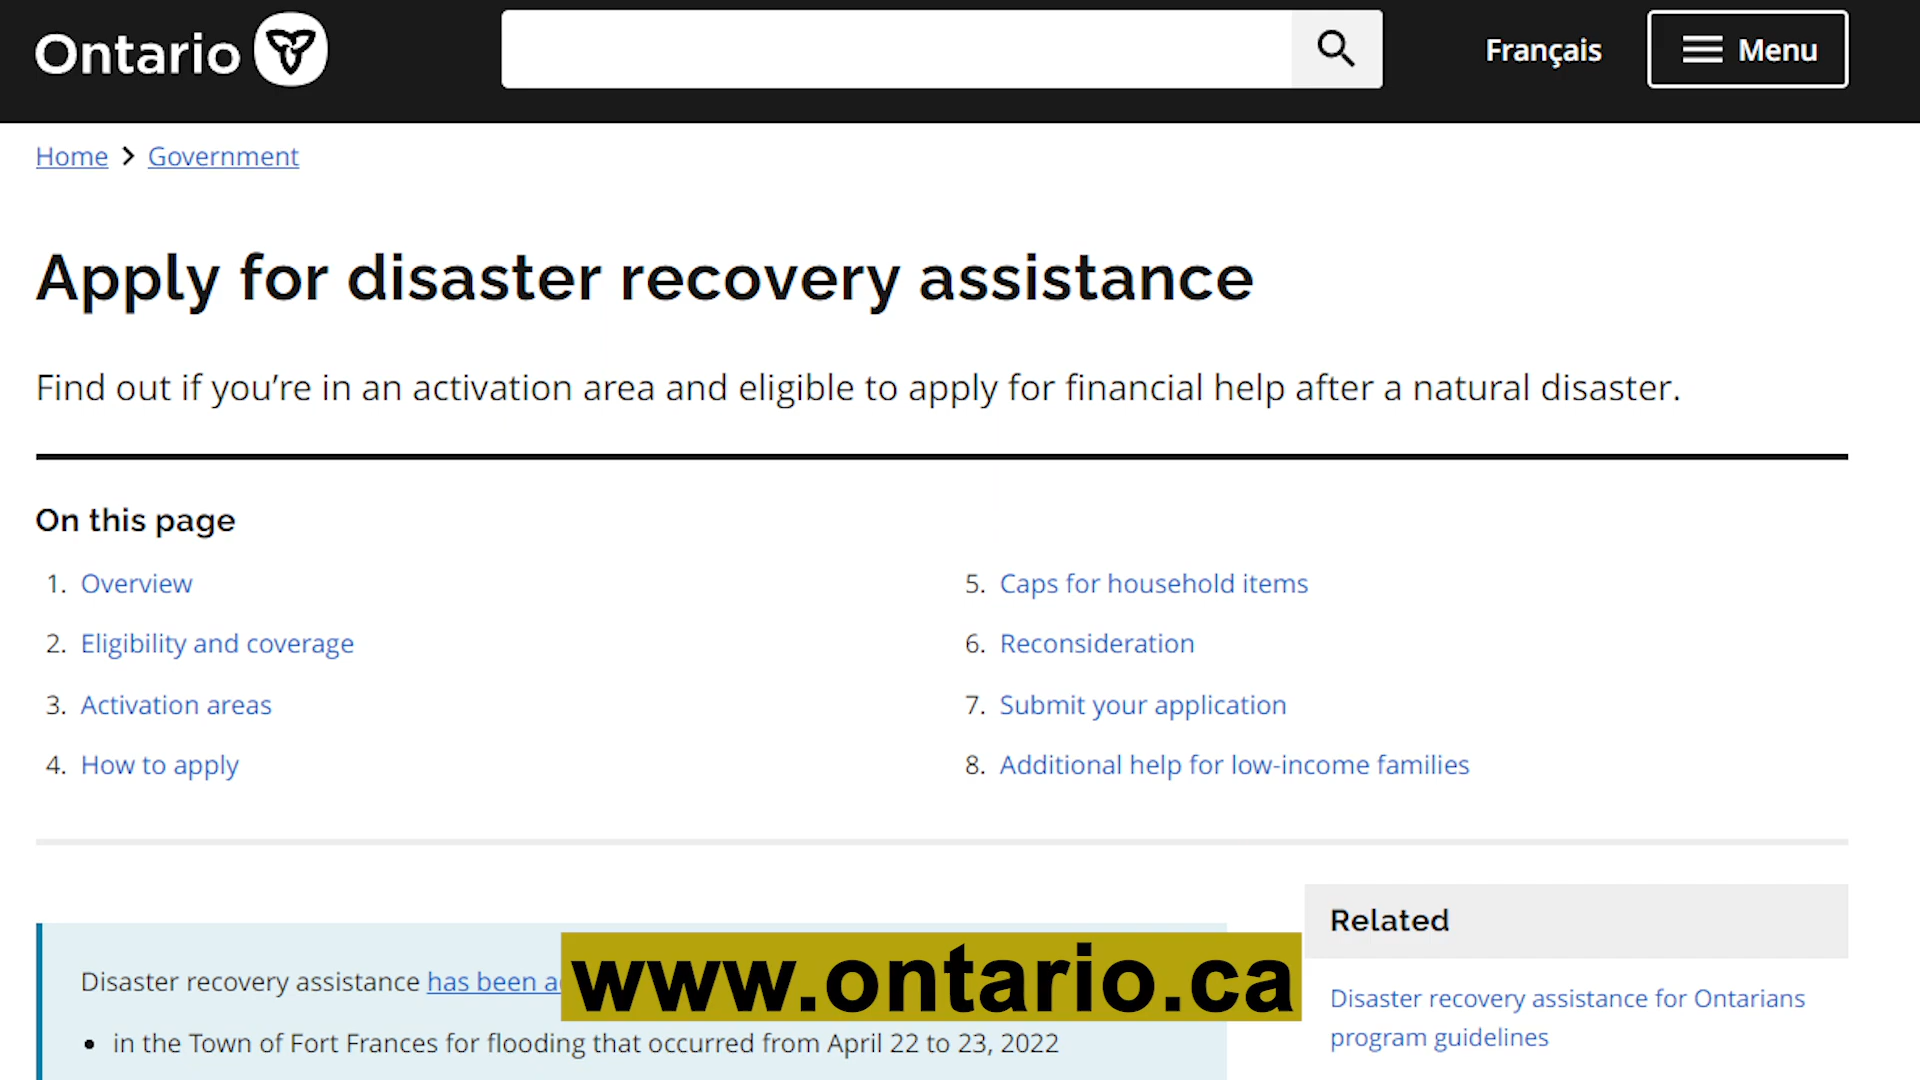 Ontario
Français
Menu
Home > Government
Apply for disaster recovery assistance
Find out if you’re in an activation area and eligible to apply for financial help after a natural disaster.
On this page
1. Overview
2. Eligibility and coverage
3. Activation areas
4. How to apply
5. Caps for household items
6. Reconsideration
7. Submit your application
8. Additional help for low-income families
Related
Disaster recovery assistance has been
www.ontario.ca
• in the Town of Fort Frances for flooding that occurred from April 22 to 23, 2022
Disaster recovery assistance for Ontarians
program guidelines